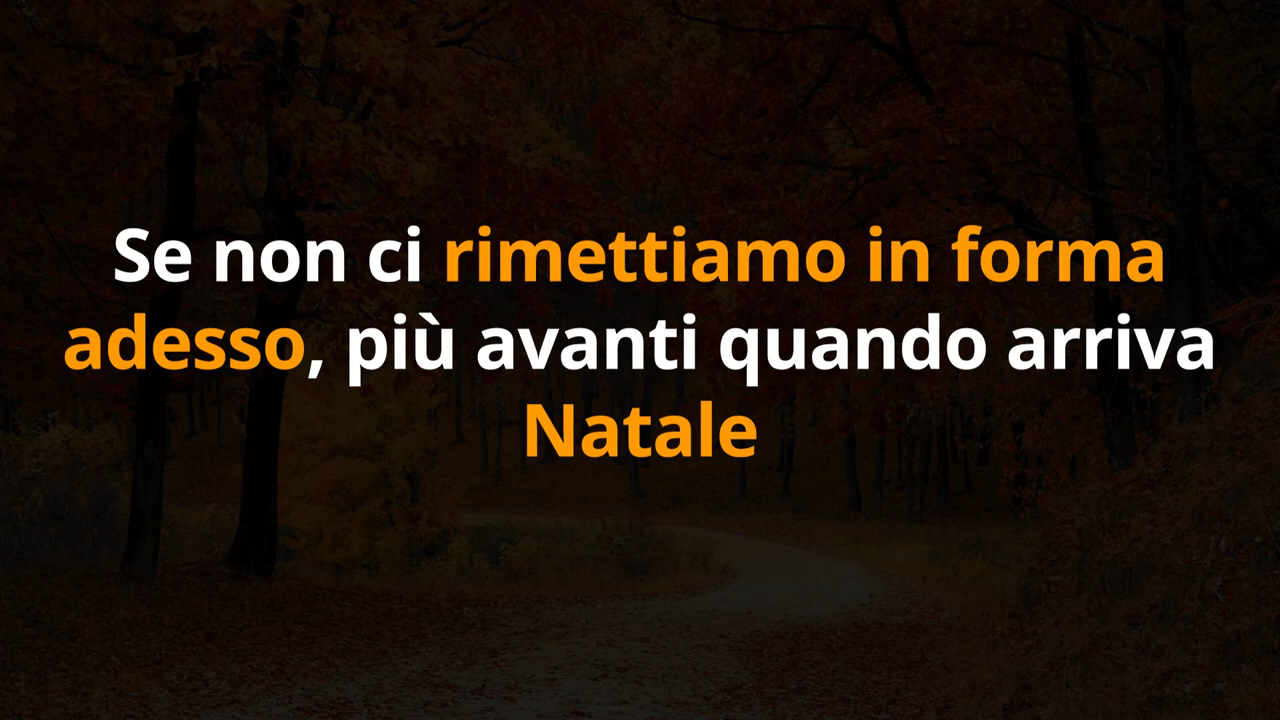 Se non ci rimettiamo in forma
adesso, più avanti quando arriva
Natale